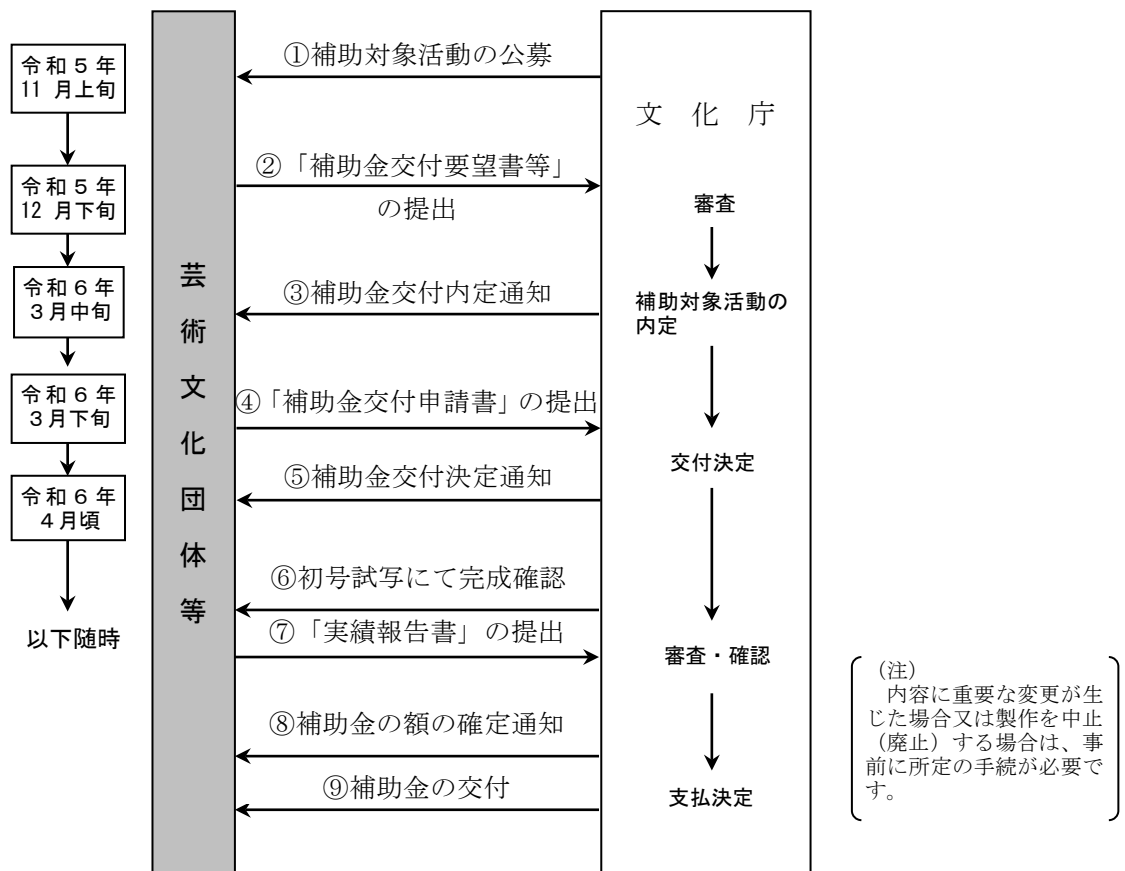 令和５年
11 月上旬
令和５年
12 月下旬
令和６年
３月中旬
令和６年
３月下旬
令和６年
４月頃
以下随時
芸術文化団体等
①補助対象活動の公募
②「補助金交付要望書等」
の提出
③補助金交付内定通知
④「補助金交付申請書」の提出
⑤補助金交付決定通知
⑥初号試写にて完成確認
⑦「実績報告書」の提出
⑧補助金の額の確定通知
⑨補助金の交付
文　化　庁
審査
補助対象活動の
内定
交付決定
審査・確認
支払決定
（注）
　内容に重要な変更が生
じた場合又は製作を中止
（廃止）する場合は、事
前に所定の手続が必要で
す。